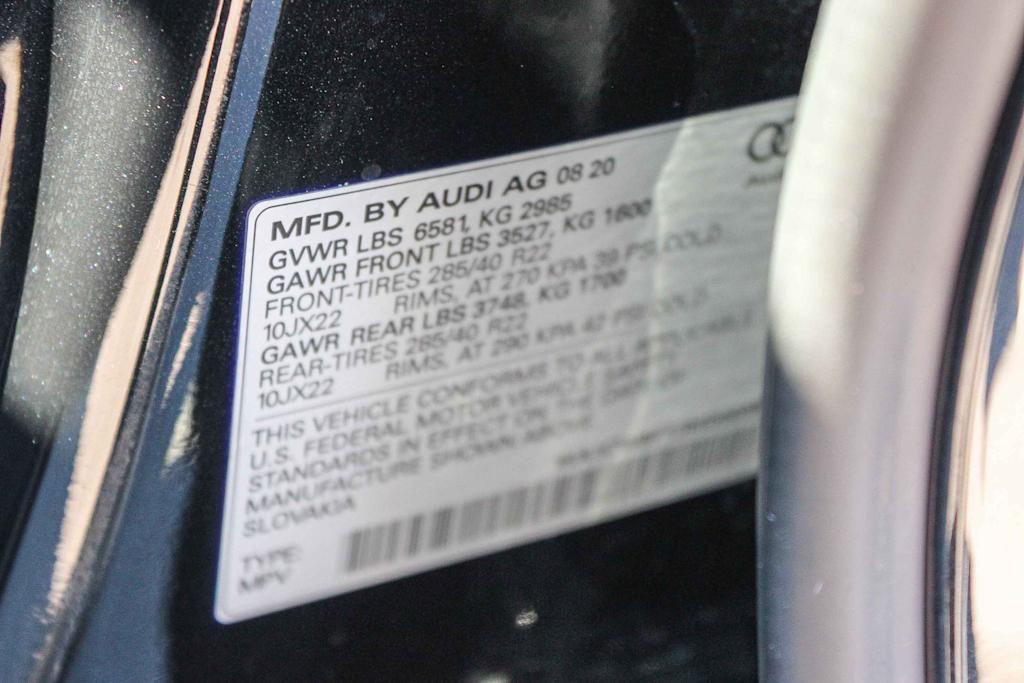 MFD. BY AUDI AG 08 20
GVWR LBS 6581, KG 2985
GAWR FRONT LBS 3527, KG 1600
FRONT-TIRES 285/40 R22
10JX22 RIMS, AT 270 KPA 39 PSI COLD
GAWR REAR LBS 3748, KG 1700
REAR-TIRES 285/40 R22
10JX22 RIMS, AT 290 KPA 42 PSI COLD
THIS VEHICLE CONFORMS TO ALL APPLICABLE
U.S. FEDERAL MOTOR VEHICLE SAFETY
STANDARDS IN EFFECT ON THE DATE OF
MANUFACTURE SHOWN ABOVE
SLOVAKIA
TYPE:
MPV